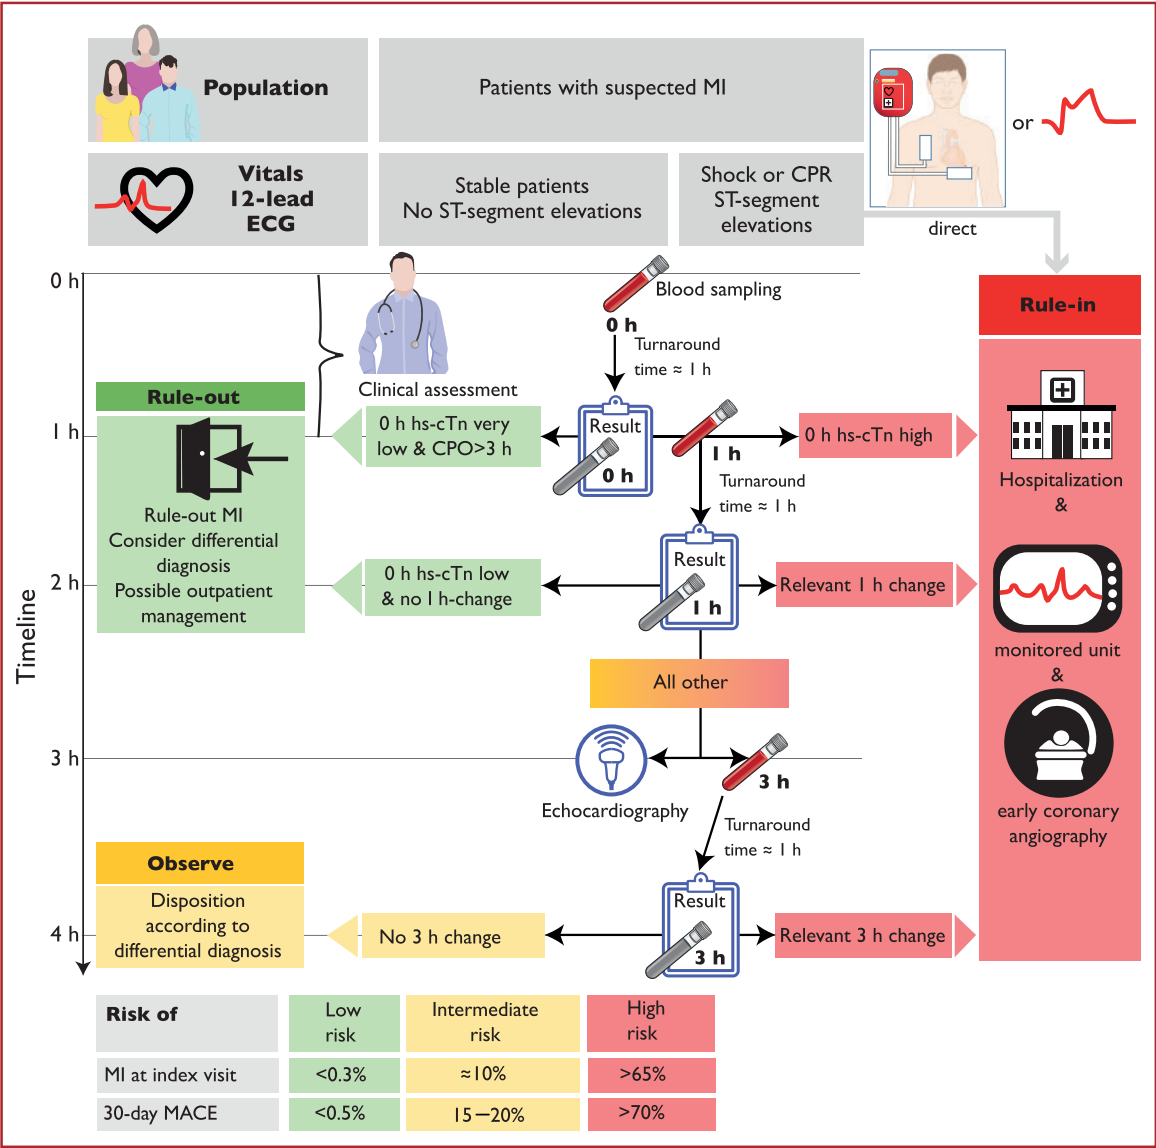 Population
Patients with suspected MI
or
Vitals
12-lead
ECG
Stable patients
No ST-segment elevations
Shock or CPR
ST-segment
elevations
direct
Timeline
0 h
1 h
2 h
3 h
4 h
Blood sampling
0 h
Turnaround
time ≈ 1 h
Clinical assessment
Rule-out
Rule-out MI
Consider differential
diagnosis
Possible outpatient
management
0 h hs-cTn very
low & CPO>3 h
Result
0 h
1 h
0 h hs-cTn high
Turnaround
time ≈ 1 h
0 h hs-cTn low
& no 1 h-change
Result
1 h
Relevant 1 h change
All other
Echocardiography
3 h
Turnaround
time ≈ 1 h
Observe
Disposition
according to
differential diagnosis
No 3 h change
Result
3 h
Relevant 3 h change
Rule-in
Hospitalization
&
monitored unit
&
early coronary
angiography
Risk of
Low
risk
Intermediate
risk
High
risk
MI at index visit
<0.3%
≈10%
>65%
30-day MACE
<0.5%
15–20%
>70%